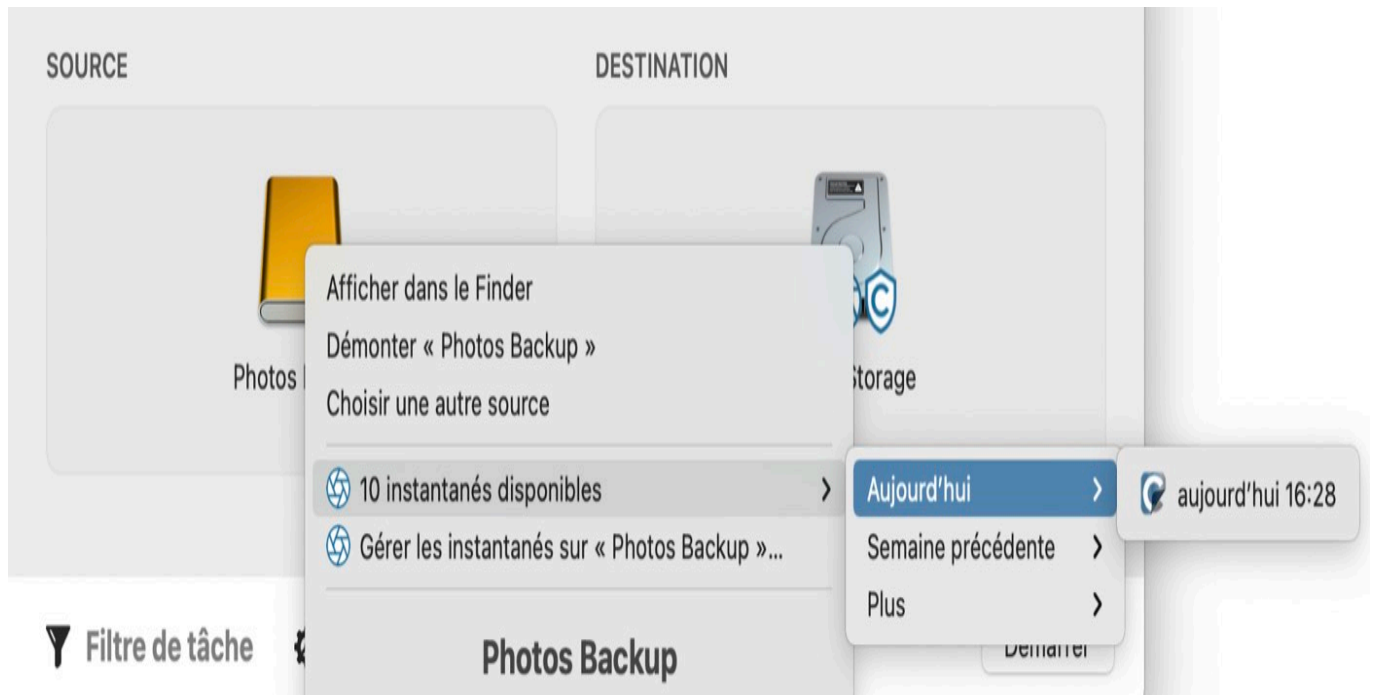 SOURCE
DESTINATION
Photos
Storage
Afficher dans le Finder
Démonter « Photos Backup »
Choisir une autre source
10 instantanés disponibles
Gérer les instantanés sur « Photos Backup »...
Photos Backup
Aujourd'hui
Semaine précédente
Plus
aujourd'hui 16:28
Filtre de tâche
Démarrer